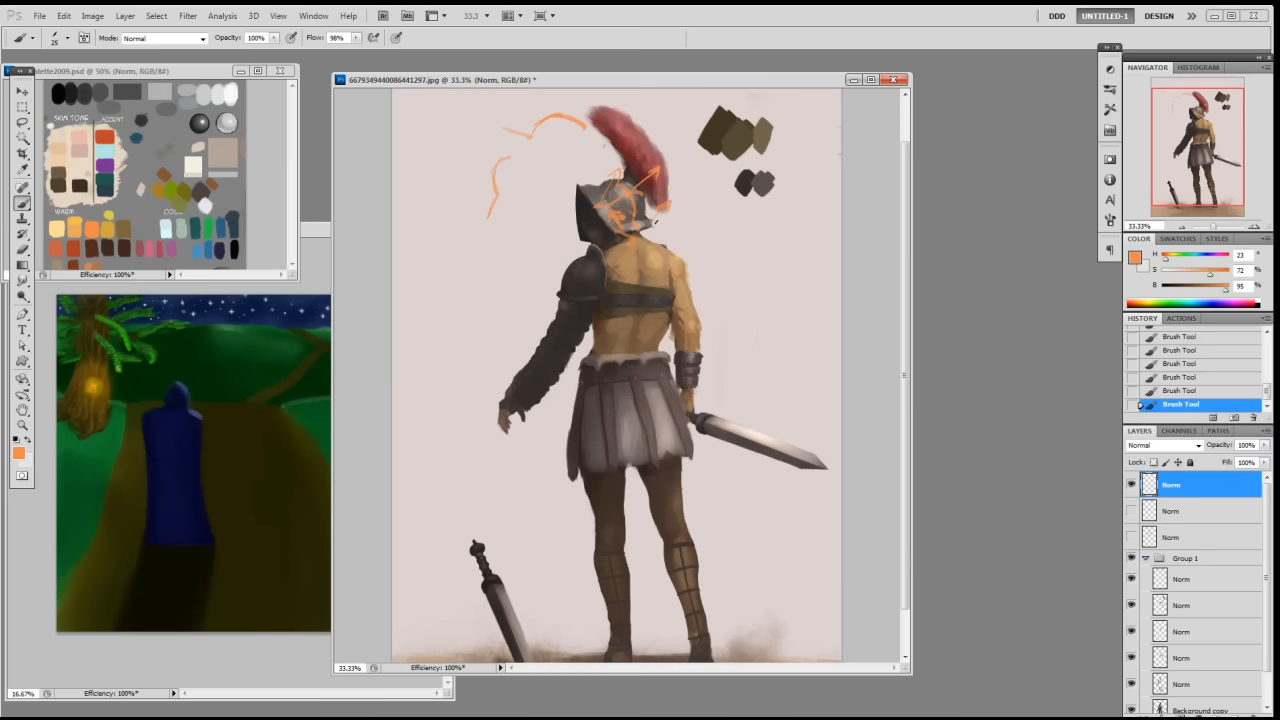 Ps File Edit Image Layer Select Filter Analysis 3D View Window Help Br Mb 33.3 DDD UNTITLED-1 DESIGN
25 Mode: Normal Opacity: 100% Flow: 98%
alette2009.psd @ 50% (Norm, RGB/8#)
6679349440086441297.jpg @ 33.3% (Norm, RGB/8#) *
SKIN TONE ACCENT
WARM COOL
Efficiency: 100%*
16.67% Efficiency: 100%*
33.33% Efficiency: 100%*
NAVIGATOR HISTOGRAM
33.33%
COLOR SWATCHES STYLES
H 23 °
S 72 %
B 95 %
HISTORY ACTIONS
Brush Tool
Brush Tool
Brush Tool
Brush Tool
Brush Tool
Brush Tool
LAYERS CHANNELS PATHS
Normal Opacity: 100%
Lock: Fill: 100%
Norm
Norm
Norm
Group 1
Norm
Norm
Norm
Norm
Norm
Background copy